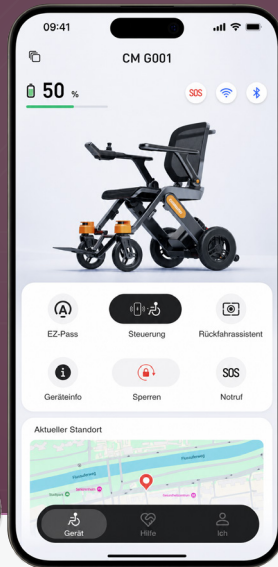 09:41
CM G001
50 %
SOS
EZ-Pass
Steuerung
Rückfahrassistent
Geräteinfo
Sperren
SOS
Notruf
Aktueller Standort
Gerät
Hilfe
Ich